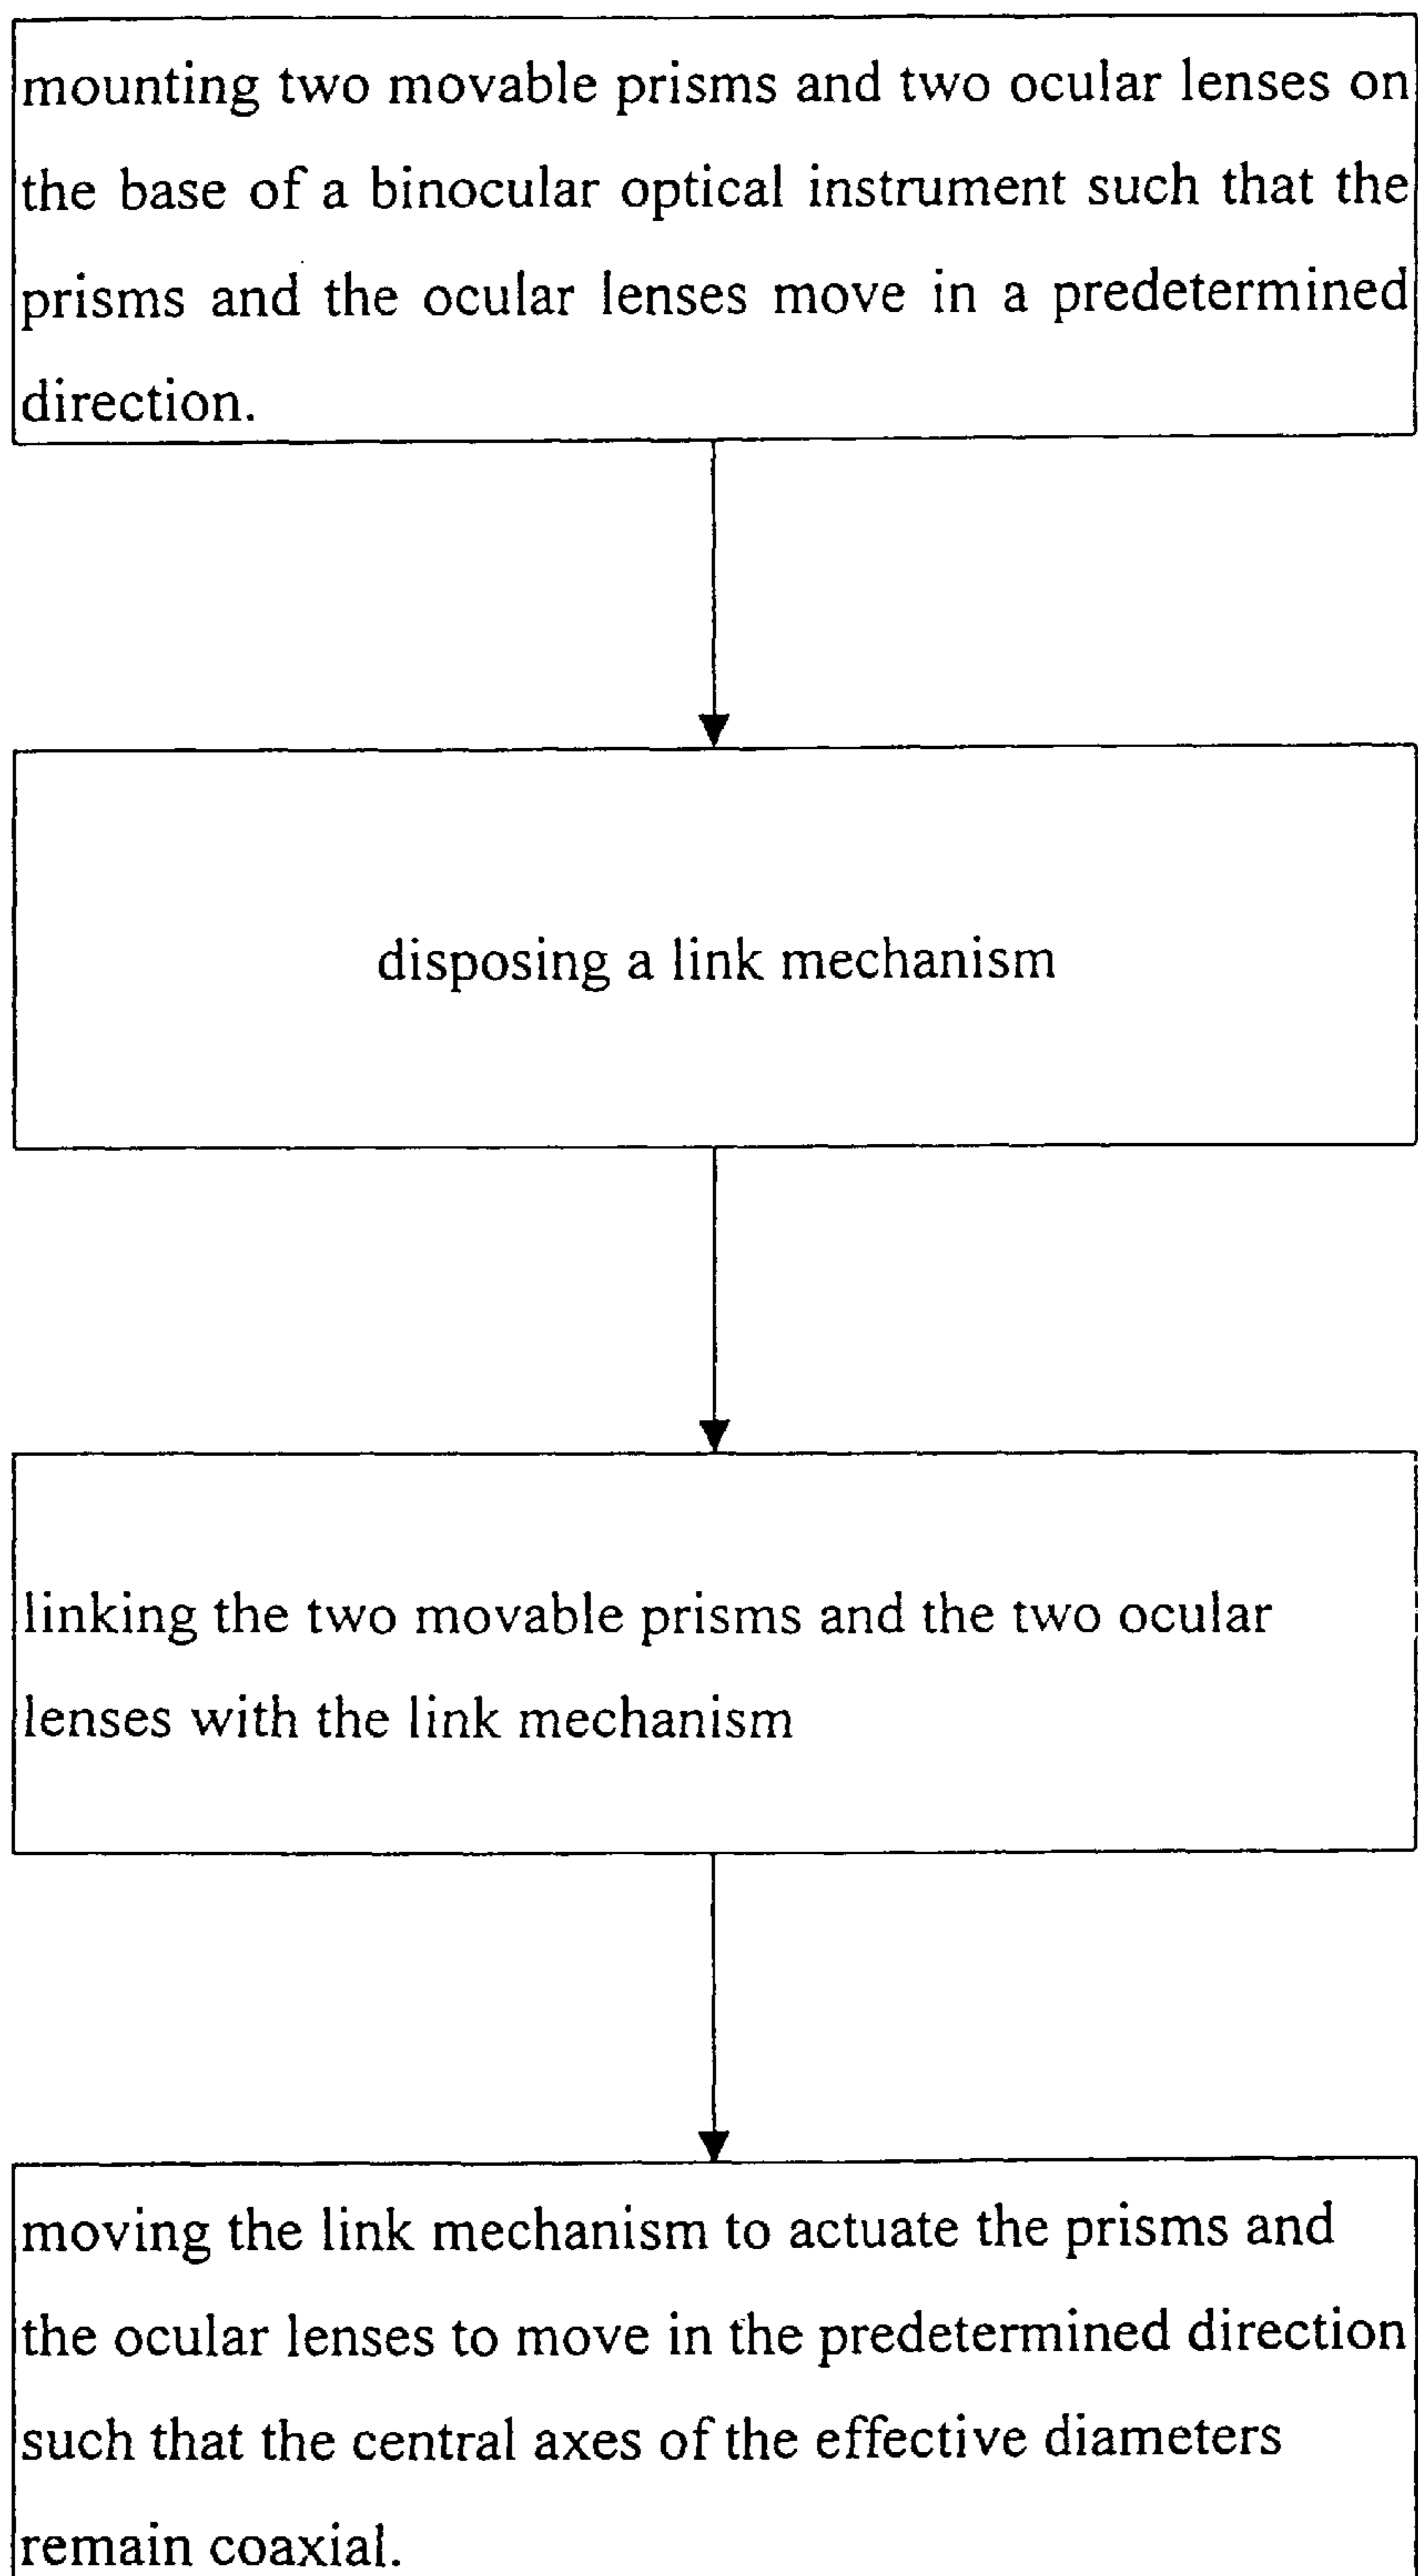 mounting two movable prisms and two ocular lenses on
the base of a binocular optical instrument such that the
prisms and the ocular lenses move in a predetermined
direction.
disposing a link mechanism
linking the two movable prisms and the two ocular
lenses with the link mechanism
moving the link mechanism to actuate the prisms and
the ocular lenses to move in the predetermined direction
such that the central axes of the effective diameters
remain coaxial.